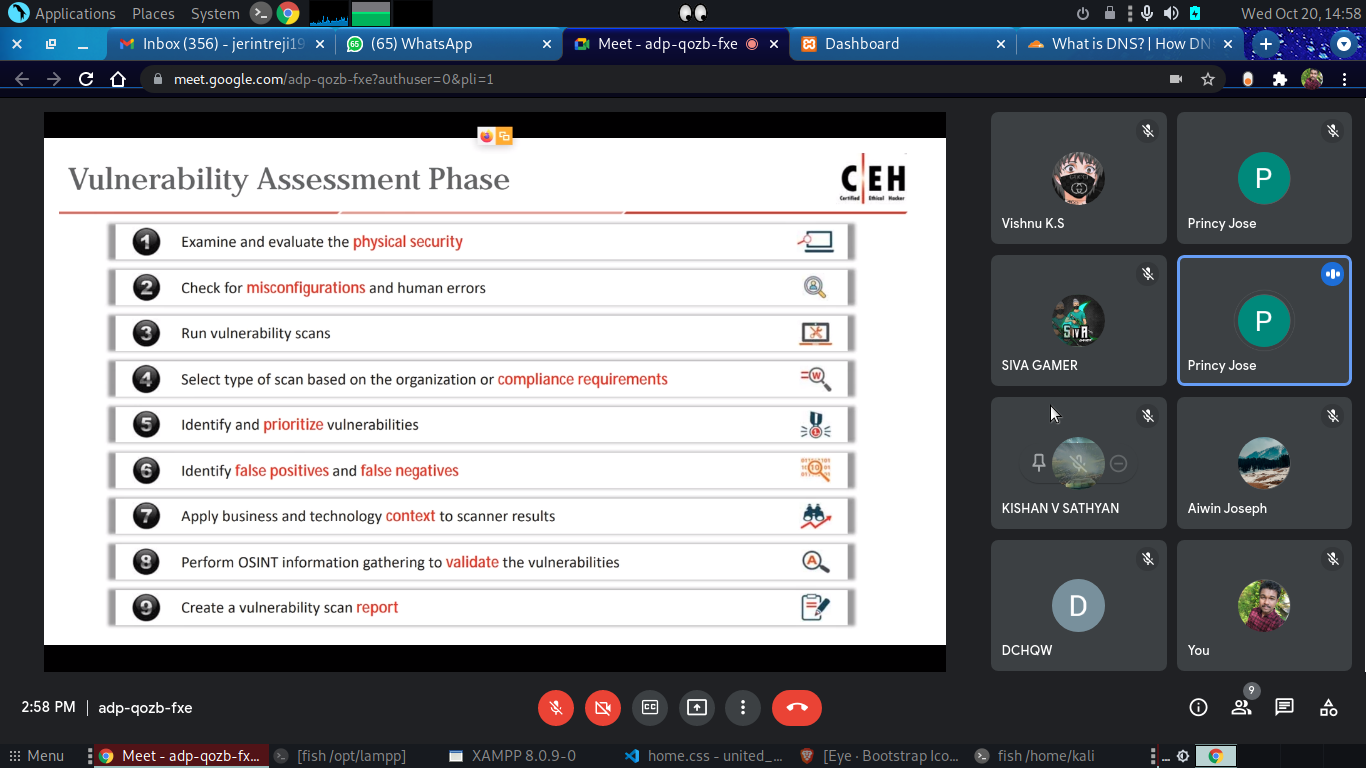 Applications Places System Wed Oct 20, 14:58
Inbox (356) - jerintreji19
(65) WhatsApp
Meet - adp-qozb-fxe
Dashboard
What is DNS? | How DN
meet.google.com/adp-qozb-fxe?authuser=0&pli=1
Vulnerability Assessment Phase
C|EH
Certified Ethical Hacker
1 Examine and evaluate the physical security
2 Check for misconfigurations and human errors
3 Run vulnerability scans
4 Select type of scan based on the organization or compliance requirements
5 Identify and prioritize vulnerabilities
6 Identify false positives and false negatives
7 Apply business and technology context to scanner results
8 Perform OSINT information gathering to validate the vulnerabilities
9 Create a vulnerability scan report
Vishnu K.S
P
Princy Jose
SIVA GAMER
P
Princy Jose
KISHAN V SATHYAN
Aiwin Joseph
D
DCHQW
You
2:58 PM | adp-qozb-fxe
9
Menu
Meet - adp-qozb-fx...
[fish /opt/lampp]
XAMPP 8.0.9-0
home.css - united_...
[Eye · Bootstrap Ico...
fish /home/kali
...